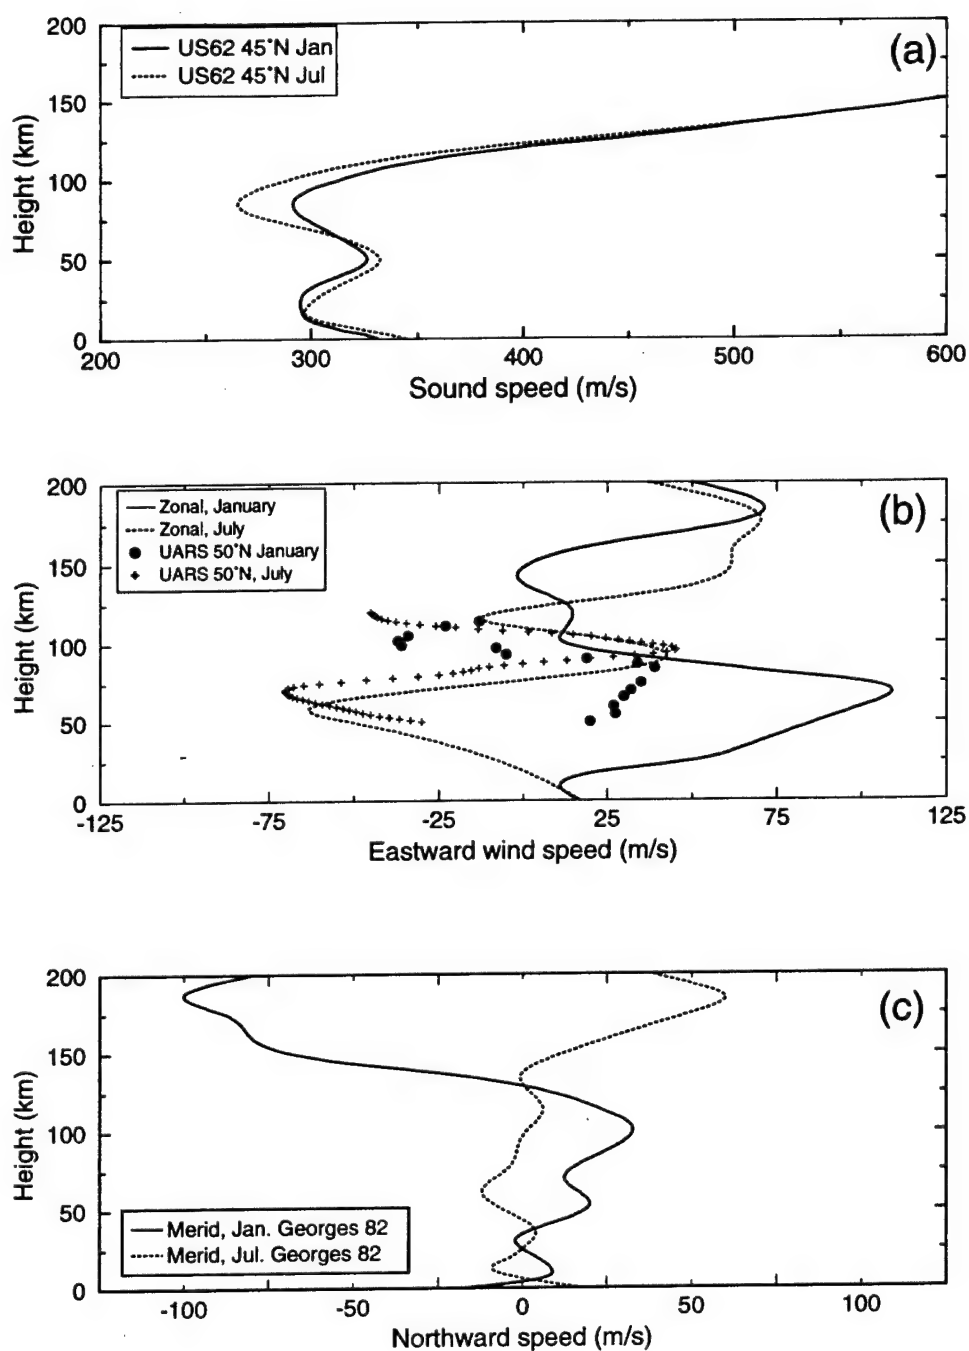 200
150
100
50
0
Height (km)
US62 45°N Jan
US62 45°N Jul
(a)
200 300 400 500 600
Sound speed (m/s)
200
150
100
50
0
Height (km)
Zonal, January
Zonal, July
UARS 50°N January
UARS 50°N, July
(b)
-125 -75 -25 25 75 125
Eastward wind speed (m/s)
200
150
100
50
0
Height (km)
(c)
Merid, Jan. Georges 82
Merid, Jul. Georges 82
-100 -50 0 50 100
Northward speed (m/s)